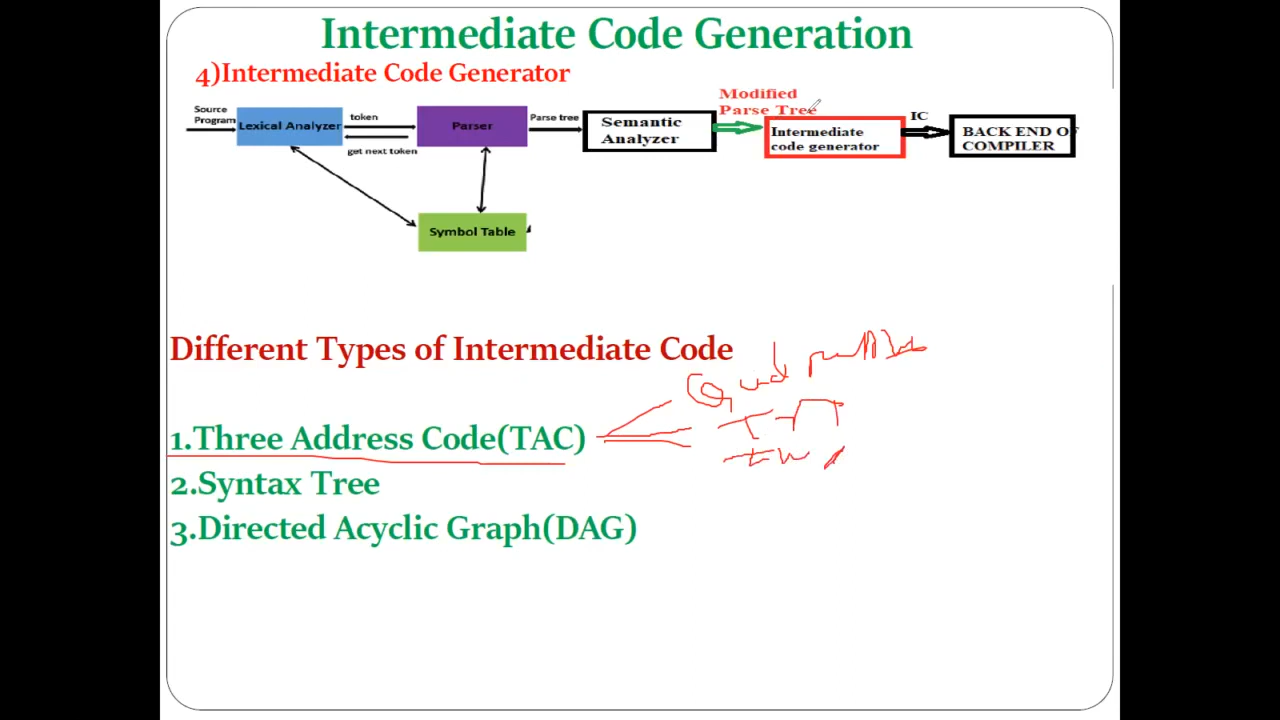 Intermediate Code Generation
4)Intermediate Code Generator
Source
Program
Lexical Analyzer
token
get next token
Parser
Parse tree
Semantic
Analyzer
Modified
Parse Tree
Intermediate
code generator
IC
BACK END OF
COMPILER
Symbol Table
Different Types of Intermediate Code
1.Three Address Code(TAC)
2.Syntax Tree
3.Directed Acyclic Graph(DAG)